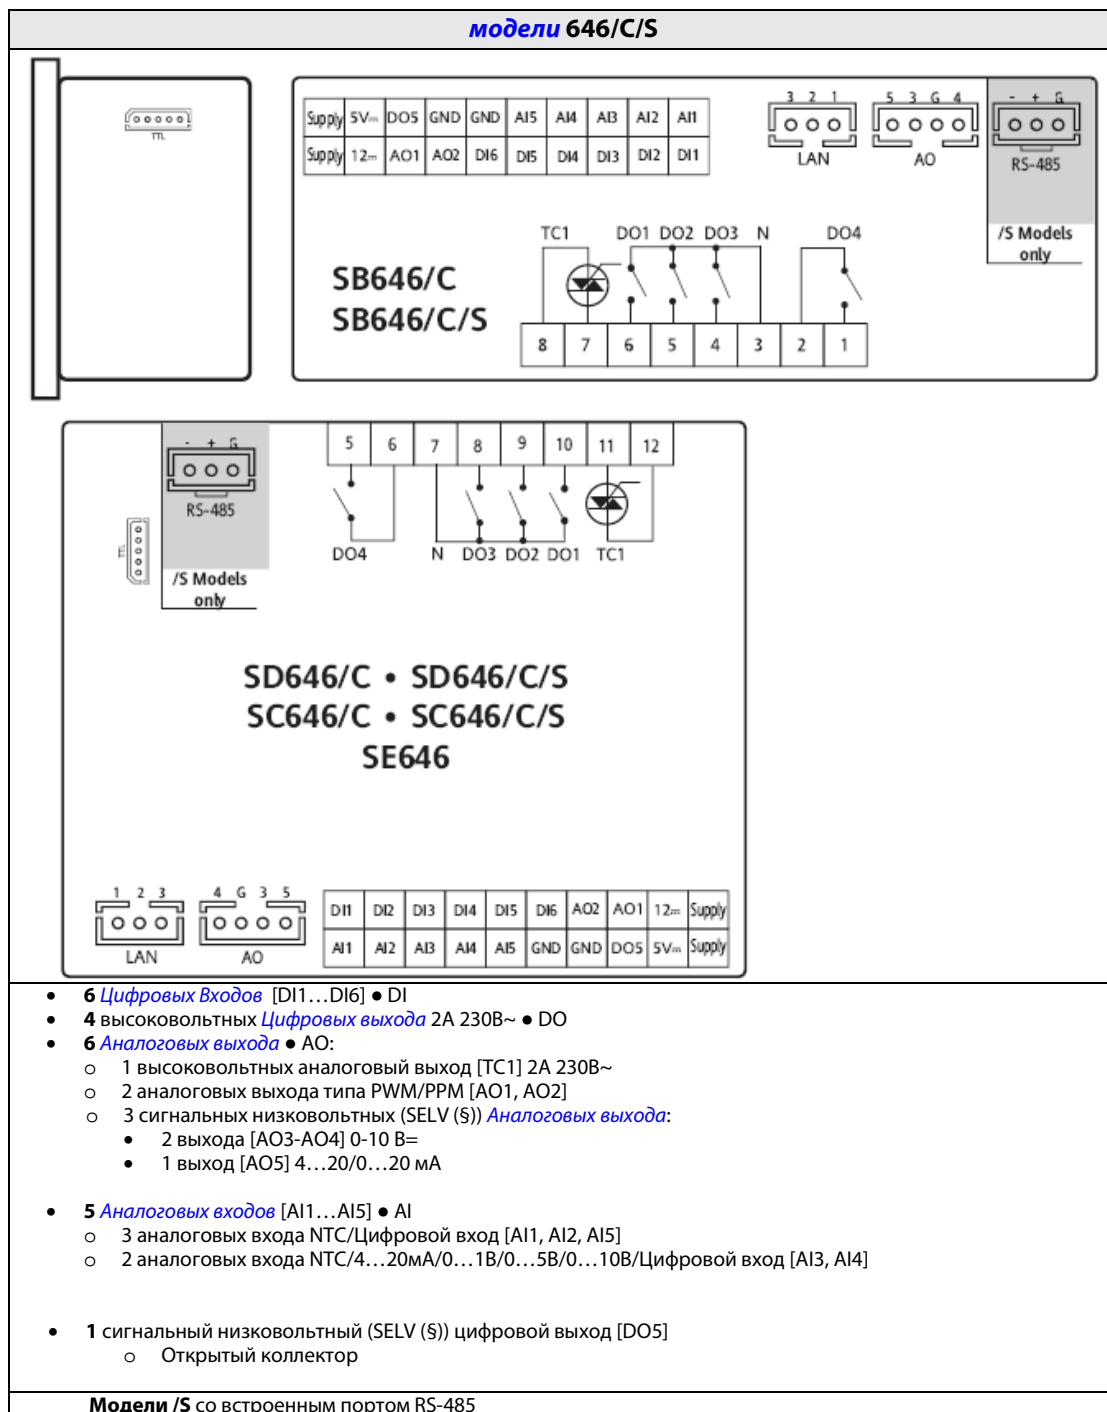 модели 646/C/S
TTL
Supply 5V⎓ DO5 GND GND AI5 AI4 AI3 AI2 AI1
Supply 12⎓ AO1 AO2 DI6 DI5 DI4 DI3 DI2 DI1
3 2 1
LAN
5 3 G 4
AO
- + G
RS-485
/S Models
only
TC1 DO1 DO2 DO3 N DO4
SB646/C
SB646/C/S
8 7 6 5 4 3 2 1
- + G
RS-485
/S Models
only
TTL
5 6 7 8 9 10 11 12
DO4 N DO3 DO2 DO1 TC1
SD646/C • SD646/C/S
SC646/C • SC646/C/S
SE646
1 2 3
LAN
4 G 3 5
AO
DI1 DI2 DI3 DI4 DI5 DI6 AO2 AO1 12⎓ Supply
AI1 AI2 AI3 AI4 AI5 GND GND DO5 5V⎓ Supply
• 6 Цифровых Входов [DI1…DI6] ● DI
• 4 высоковольтных Цифровых выхода 2А 230В~ ● DO
• 6 Аналоговых выхода ● AO:
o 1 высоковольтных аналоговый выход [TC1] 2А 230В~
o 2 аналоговых выхода типа PWM/PPM [AO1, AO2]
o 3 сигнальных низковольтных (SELV (§)) Аналоговых выхода:
• 2 выхода [AO3-AO4] 0-10 В=
• 1 выход [AO5] 4…20/0…20 мА
• 5 Аналоговых входов [AI1…AI5] ● AI
o 3 аналоговых входа NTC/Цифровой вход [AI1, AI2, AI5]
o 2 аналоговых входа NTC/4…20мА/0…1В/0…5В/0…10В/Цифровой вход [AI3, AI4]
• 1 сигнальный низковольтный (SELV (§)) цифровой выход [DO5]
o Открытый коллектор
Модели /S со встроенным портом RS-485